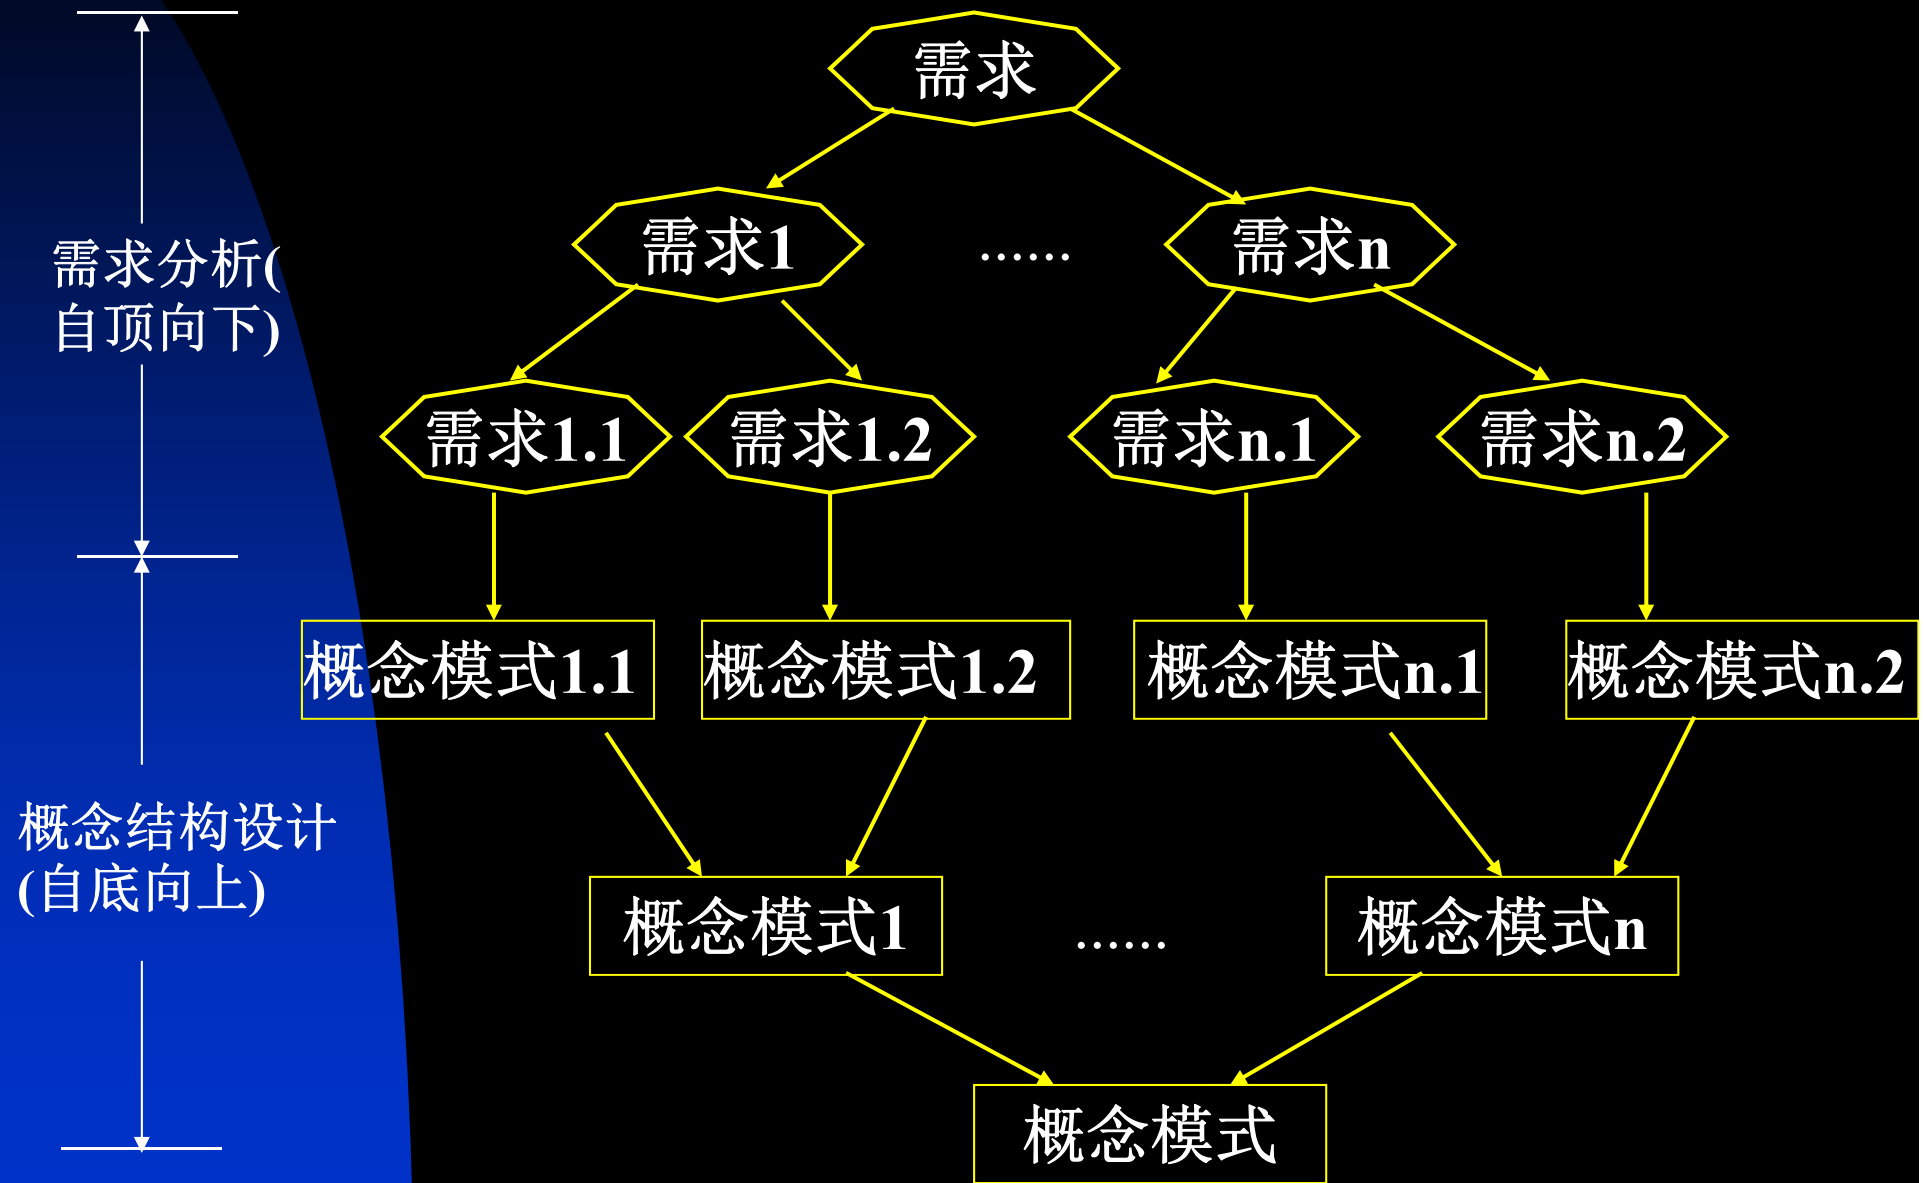 需求
需求1
……
需求n
需求分析(
自顶向下)
需求1.1
需求1.2
需求n.1
需求n.2
概念模式1.1
概念模式1.2
概念模式n.1
概念模式n.2
概念结构设计
(自底向上)
概念模式1
……
概念模式n
概念模式